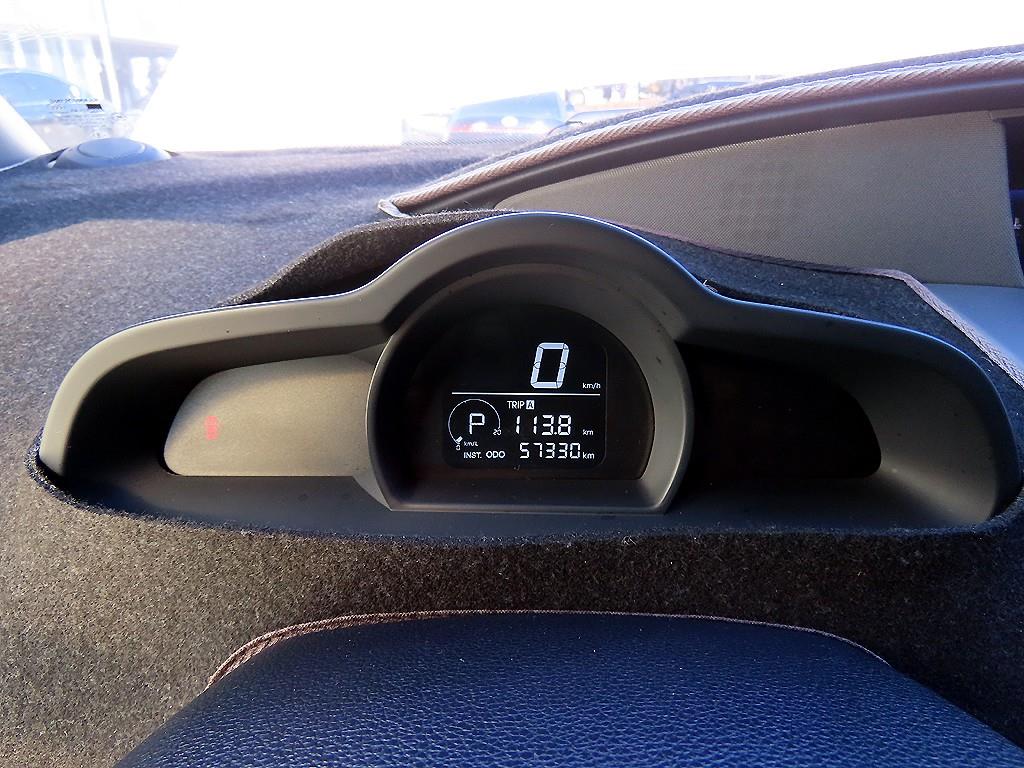 0
km/h
TRIP A
P 113.8 km
20
km/L
0
INST. ODO 57330 km